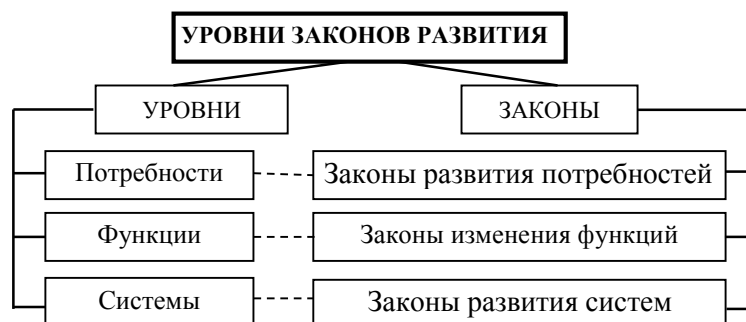 УРОВНИ ЗАКОНОВ РАЗВИТИЯ
УРОВНИ
ЗАКОНЫ
Потребности
Законы развития потребностей
Функции
Законы изменения функций
Системы
Законы развития систем